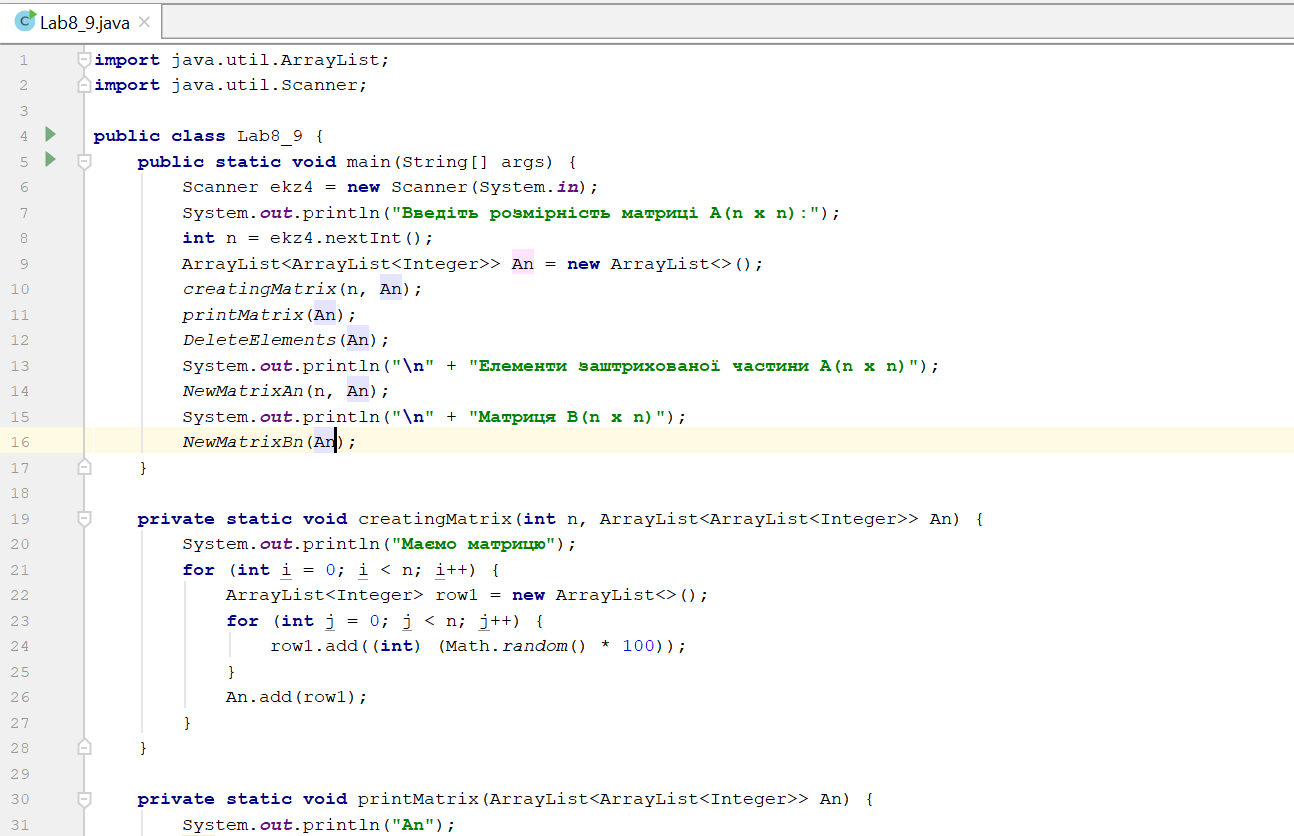 Lab8_9.java
1 import java.util.ArrayList;
2 import java.util.Scanner;
3
4 public class Lab8_9 {
5     public static void main(String[] args) {
6         Scanner ekz4 = new Scanner(System.in);
7         System.out.println("Введіть розмірність матриці А(n x n):");
8         int n = ekz4.nextInt();
9         ArrayList<ArrayList<Integer>> An = new ArrayList<>();
10         creatingMatrix(n, An);
11         printMatrix(An);
12         DeleteElements(An);
13         System.out.println("\n" + "Елементи заштрихованої частини А(n x n)");
14         NewMatrixAn(n, An);
15         System.out.println("\n" + "Матриця В(n x n)");
16         NewMatrixBn(An);
17     }
18
19     private static void creatingMatrix(int n, ArrayList<ArrayList<Integer>> An) {
20         System.out.println("Маємо матрицю");
21         for (int i = 0; i < n; i++) {
22             ArrayList<Integer> row1 = new ArrayList<>();
23             for (int j = 0; j < n; j++) {
24                 row1.add((int) (Math.random() * 100));
25             }
26             An.add(row1);
27         }
28     }
29
30     private static void printMatrix(ArrayList<ArrayList<Integer>> An) {
31         System.out.println("An");